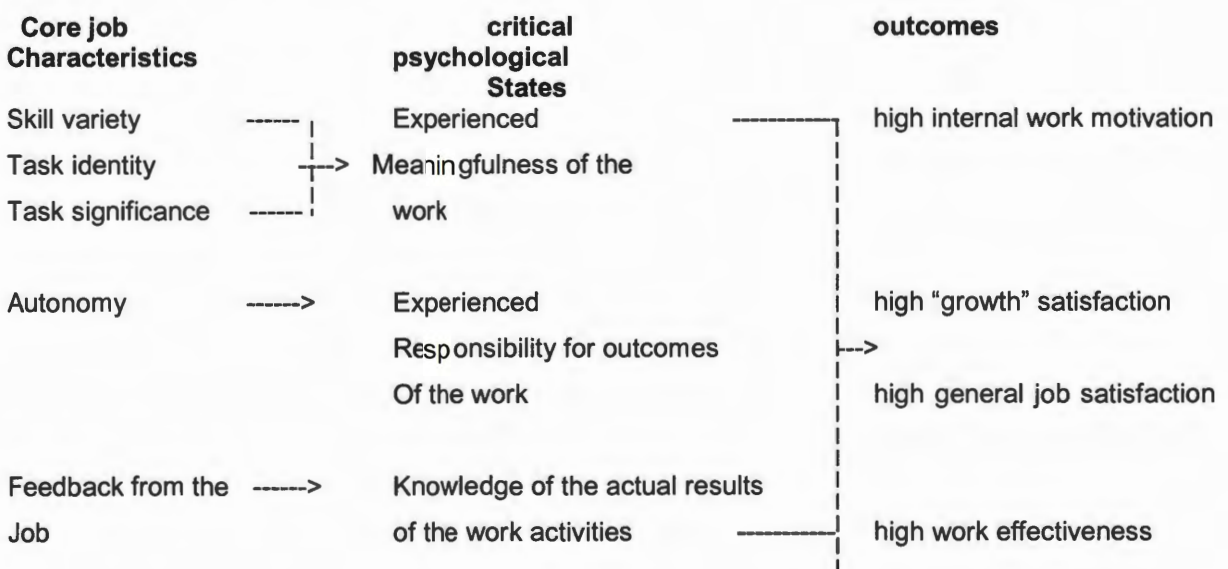 Core job
Characteristics
critical
psychological
States
outcomes
Skill variety
Task identity
Task significance
Experienced
Meaningfulness of the
work
high internal work motivation
Autonomy
Experienced
Responsibility for outcomes
Of the work
high "growth" satisfaction
high general job satisfaction
Feedback from the
Job
Knowledge of the actual results
of the work activities
high work effectiveness